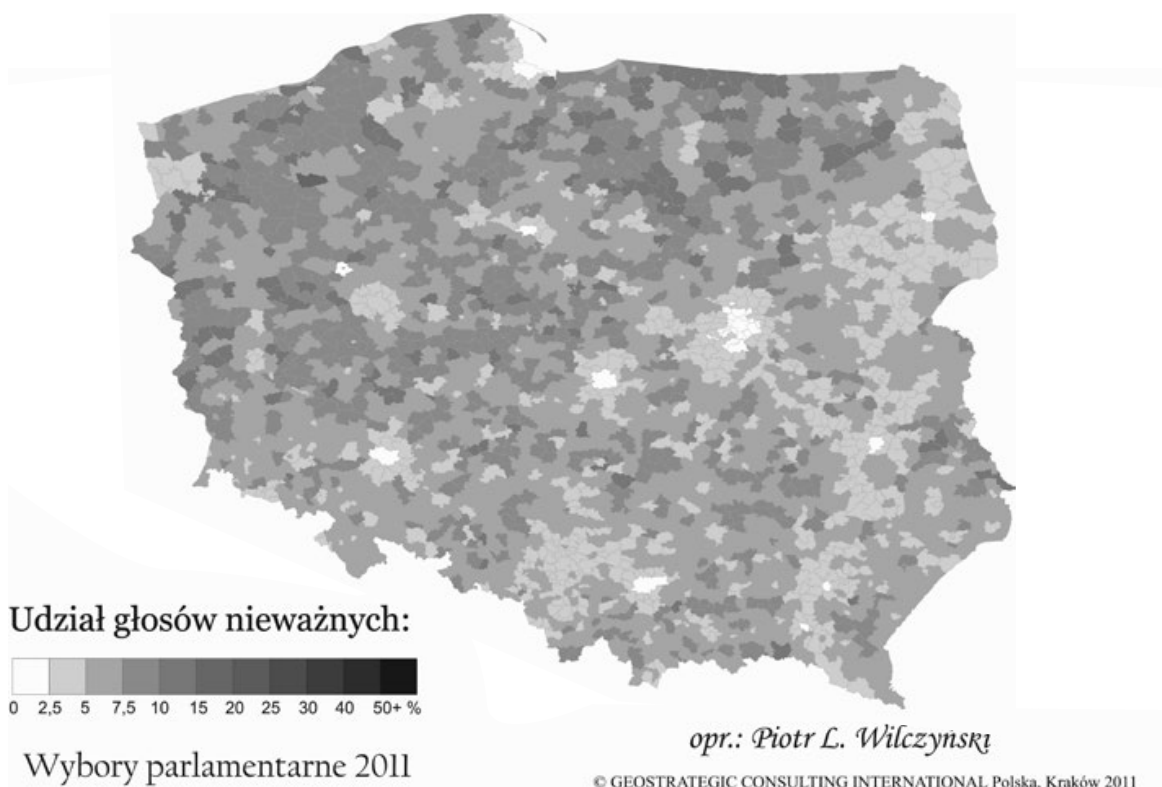 Udział głosów nieważnych:
0 2,5 5 7,5 10 15 20 25 30 40 50+ %
Wybory parlamentarne 2011
opr.: Piotr L. Wilczyński
© GEOSTRATEGIC CONSULTING INTERNATIONAL Polska, Kraków 2011